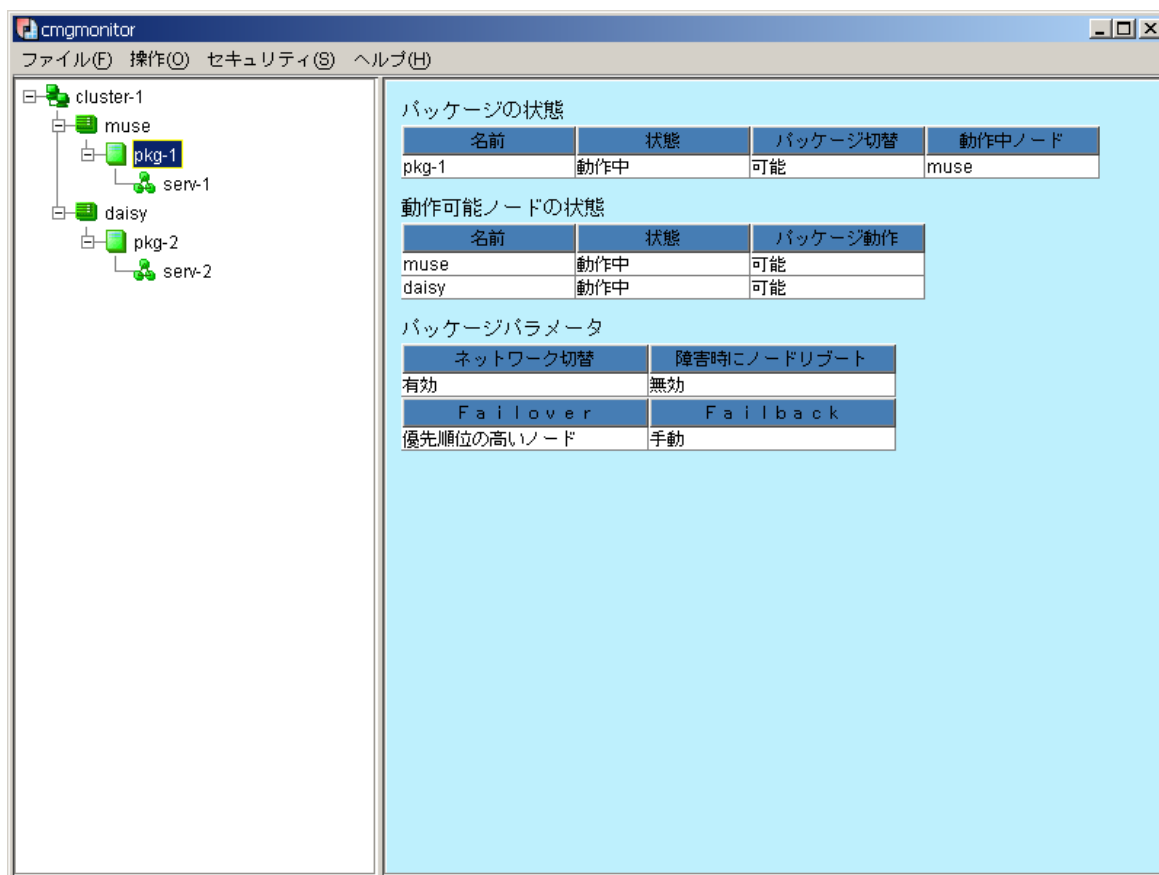 cmgmonitor
ファイル(F) 操作(O) セキュリティ(S) ヘルプ(H)
cluster-1
muse
pkg-1
serv-1
daisy
pkg-2
serv-2
パッケージの状態
名前 状態 パッケージ切替 動作中ノード
pkg-1 動作中 可能 muse
動作可能ノードの状態
名前 状態 パッケージ動作
muse 動作中 可能
daisy 動作中 可能
パッケージパラメータ
ネットワーク切替 障害時にノードリブート
有効 無効
Ｆａｉｌｏｖｅｒ Ｆａｉｌｂａｃｋ
優先順位の高いノード 手動